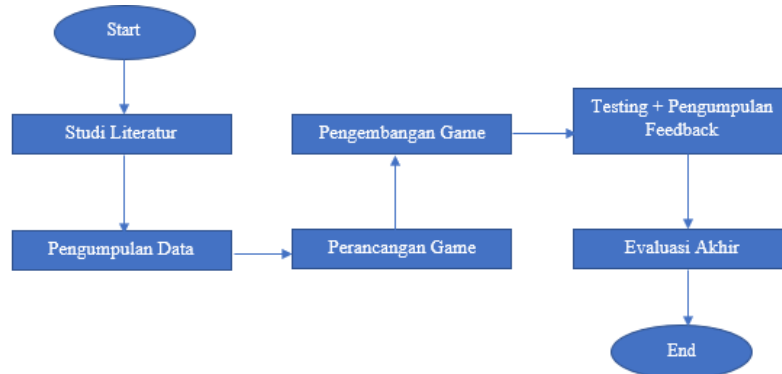 Start
Studi Literatur
Pengumpulan Data
Perancangan Game
Pengembangan Game
Testing + Pengumpulan
Feedback
Evaluasi Akhir
End